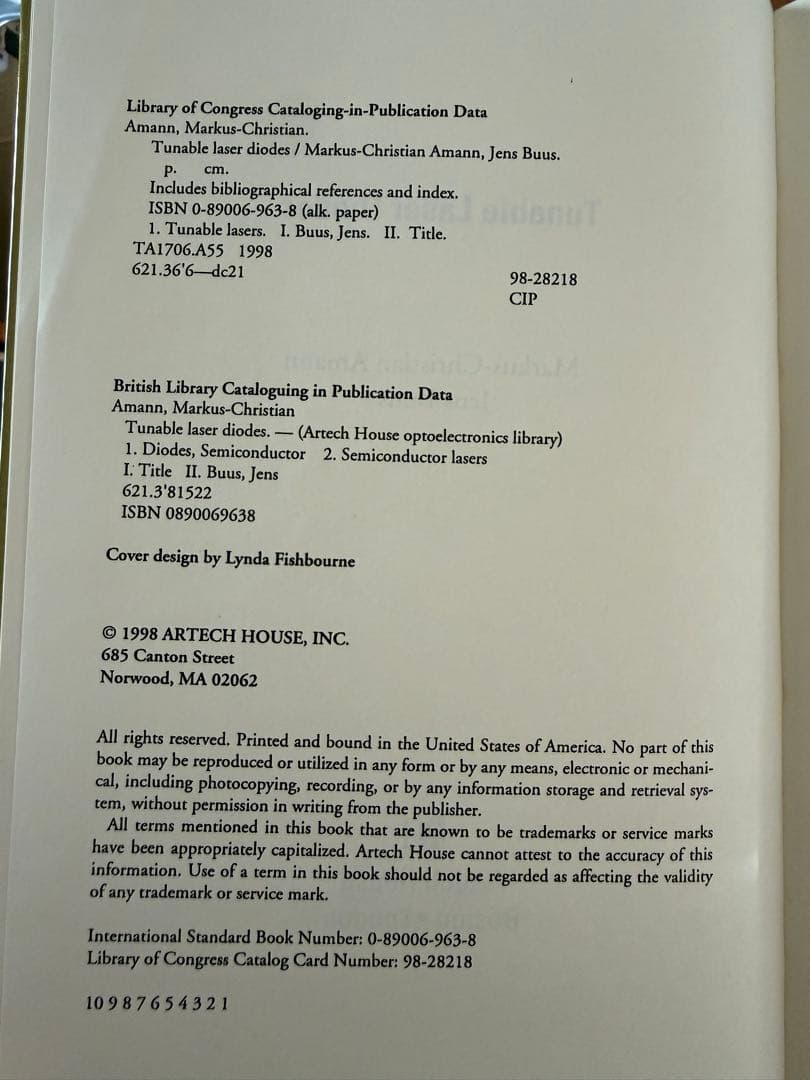 Library of Congress Cataloging-in-Publication Data
Amann, Markus-Christian.
Tunable laser diodes / Markus-Christian Amann, Jens Buus.
p. cm.
Includes bibliographical references and index.
ISBN 0-89006-963-8 (alk. paper)
1. Tunable lasers. I. Buus, Jens. II. Title.
TA1706.A55 1998
621.36'6—dc21
98-28218
CIP
British Library Cataloguing in Publication Data
Amann, Markus-Christian
Tunable laser diodes. — (Artech House optoelectronics library)
1. Diodes, Semiconductor 2. Semiconductor lasers
I. Title II. Buus, Jens
621.3'81522
ISBN 0890069638
Cover design by Lynda Fishbourne
© 1998 ARTECH HOUSE, INC.
685 Canton Street
Norwood, MA 02062
All rights reserved. Printed and bound in the United States of America. No part of this
book may be reproduced or utilized in any form or by any means, electronic or mechani-
cal, including photocopying, recording, or by any information storage and retrieval sys-
tem, without permission in writing from the publisher.
All terms mentioned in this book that are known to be trademarks or service marks
have been appropriately capitalized. Artech House cannot attest to the accuracy of this
information. Use of a term in this book should not be regarded as affecting the validity
of any trademark or service mark.
International Standard Book Number: 0-89006-963-8
Library of Congress Catalog Card Number: 98-28218
10 9 8 7 6 5 4 3 2 1